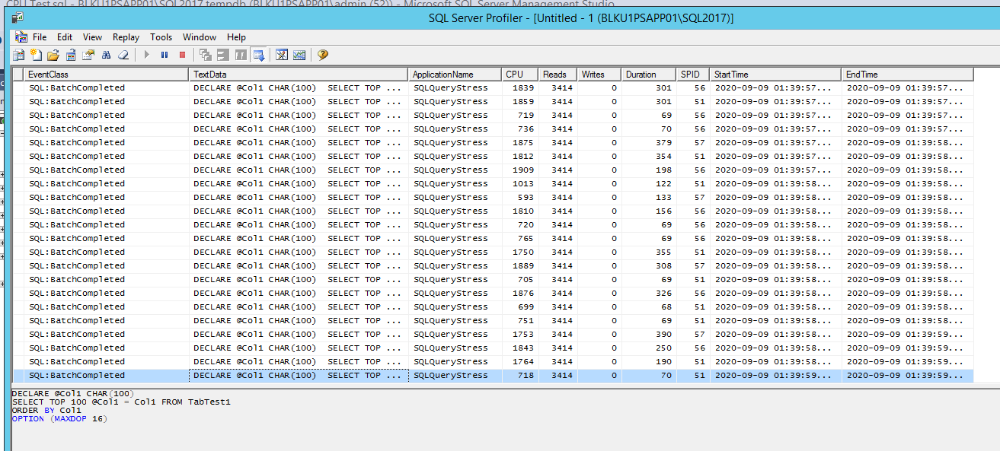 CPU Test.sql - BLKU1PSAPP01\SQL2017.tempdb (BLKU1PSAPP01\admin (52)) - Microsoft SQL Server Management Studio
SQL Server Profiler - [Untitled - 1 (BLKU1PSAPP01\SQL2017)]
File Edit View Replay Tools Window Help
EventClass TextData ApplicationName CPU Reads Writes Duration SPID StartTime EndTime
SQL:BatchCompleted DECLARE @Col1 CHAR(100) SELECT TOP ... SQLQueryStress 1839 3414 0 301 56 2020-09-09 01:39:57... 2020-09-09 01:39:57...
SQL:BatchCompleted DECLARE @Col1 CHAR(100) SELECT TOP ... SQLQueryStress 1859 3414 0 301 51 2020-09-09 01:39:57... 2020-09-09 01:39:57...
SQL:BatchCompleted DECLARE @Col1 CHAR(100) SELECT TOP ... SQLQueryStress 719 3414 0 69 56 2020-09-09 01:39:57... 2020-09-09 01:39:57...
SQL:BatchCompleted DECLARE @Col1 CHAR(100) SELECT TOP ... SQLQueryStress 736 3414 0 70 56 2020-09-09 01:39:57... 2020-09-09 01:39:57...
SQL:BatchCompleted DECLARE @Col1 CHAR(100) SELECT TOP ... SQLQueryStress 1875 3414 0 379 57 2020-09-09 01:39:57... 2020-09-09 01:39:58...
SQL:BatchCompleted DECLARE @Col1 CHAR(100) SELECT TOP ... SQLQueryStress 1812 3414 0 354 51 2020-09-09 01:39:57... 2020-09-09 01:39:58...
SQL:BatchCompleted DECLARE @Col1 CHAR(100) SELECT TOP ... SQLQueryStress 1909 3414 0 198 56 2020-09-09 01:39:57... 2020-09-09 01:39:58...
SQL:BatchCompleted DECLARE @Col1 CHAR(100) SELECT TOP ... SQLQueryStress 1013 3414 0 122 51 2020-09-09 01:39:58... 2020-09-09 01:39:58...
SQL:BatchCompleted DECLARE @Col1 CHAR(100) SELECT TOP ... SQLQueryStress 593 3414 0 133 57 2020-09-09 01:39:58... 2020-09-09 01:39:58...
SQL:BatchCompleted DECLARE @Col1 CHAR(100) SELECT TOP ... SQLQueryStress 1810 3414 0 156 56 2020-09-09 01:39:58... 2020-09-09 01:39:58...
SQL:BatchCompleted DECLARE @Col1 CHAR(100) SELECT TOP ... SQLQueryStress 720 3414 0 69 56 2020-09-09 01:39:58... 2020-09-09 01:39:58...
SQL:BatchCompleted DECLARE @Col1 CHAR(100) SELECT TOP ... SQLQueryStress 765 3414 0 69 56 2020-09-09 01:39:58... 2020-09-09 01:39:58...
SQL:BatchCompleted DECLARE @Col1 CHAR(100) SELECT TOP ... SQLQueryStress 1750 3414 0 355 51 2020-09-09 01:39:58... 2020-09-09 01:39:58...
SQL:BatchCompleted DECLARE @Col1 CHAR(100) SELECT TOP ... SQLQueryStress 1889 3414 0 308 57 2020-09-09 01:39:58... 2020-09-09 01:39:58...
SQL:BatchCompleted DECLARE @Col1 CHAR(100) SELECT TOP ... SQLQueryStress 705 3414 0 69 51 2020-09-09 01:39:58... 2020-09-09 01:39:58...
SQL:BatchCompleted DECLARE @Col1 CHAR(100) SELECT TOP ... SQLQueryStress 1876 3414 0 326 56 2020-09-09 01:39:58... 2020-09-09 01:39:58...
SQL:BatchCompleted DECLARE @Col1 CHAR(100) SELECT TOP ... SQLQueryStress 699 3414 0 68 51 2020-09-09 01:39:58... 2020-09-09 01:39:58...
SQL:BatchCompleted DECLARE @Col1 CHAR(100) SELECT TOP ... SQLQueryStress 751 3414 0 69 51 2020-09-09 01:39:58... 2020-09-09 01:39:58...
SQL:BatchCompleted DECLARE @Col1 CHAR(100) SELECT TOP ... SQLQueryStress 1753 3414 0 390 57 2020-09-09 01:39:58... 2020-09-09 01:39:59...
SQL:BatchCompleted DECLARE @Col1 CHAR(100) SELECT TOP ... SQLQueryStress 1843 3414 0 250 56 2020-09-09 01:39:58... 2020-09-09 01:39:59...
SQL:BatchCompleted DECLARE @Col1 CHAR(100) SELECT TOP ... SQLQueryStress 1764 3414 0 190 51 2020-09-09 01:39:58... 2020-09-09 01:39:59...
SQL:BatchCompleted DECLARE @Col1 CHAR(100) SELECT TOP ... SQLQueryStress 718 3414 0 70 51 2020-09-09 01:39:59... 2020-09-09 01:39:59...
DECLARE @Col1 CHAR(100)
SELECT TOP 100 @Col1 = Col1 FROM TabTest1
ORDER BY Col1
OPTION (MAXDOP 16)